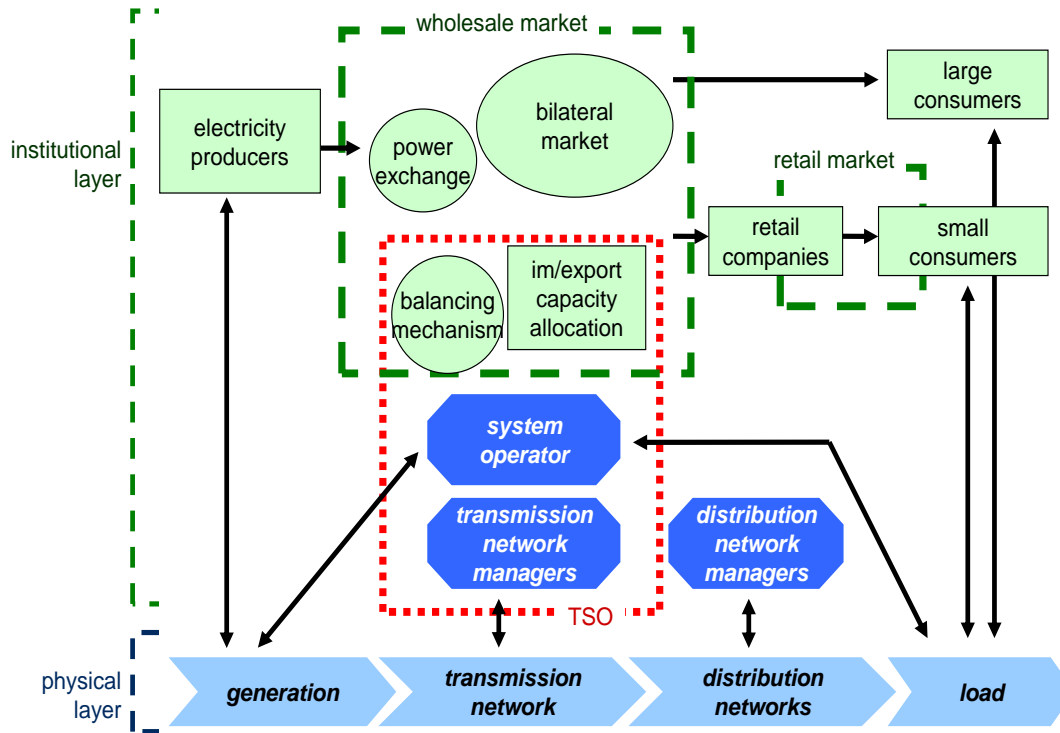 wholesale market
large
consumers
bilateral
market
electricity
producers
power
exchange
institutional
layer
retail market
retail
companies
small
consumers
im/export
capacity
allocation
balancing
mechanism
system
operator
transmission
network
managers
distribution
network
managers
TSO
physical
layer
generation
transmission
network
distribution
networks
load